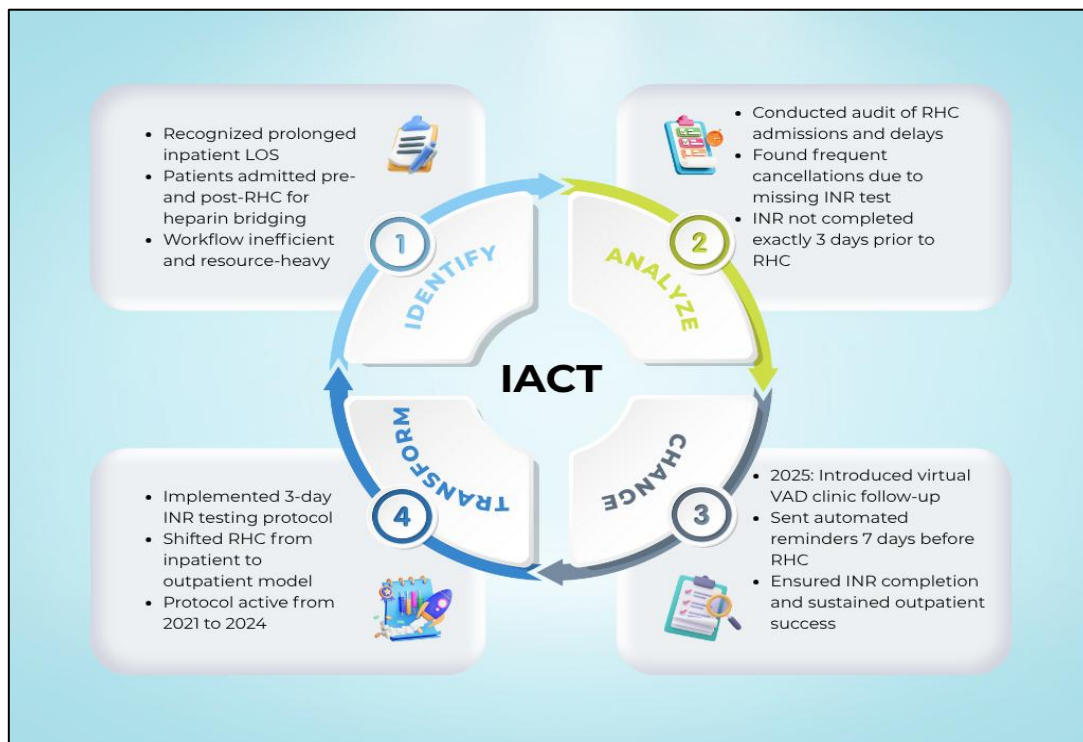 • Recognized prolonged
inpatient LOS
• Patients admitted pre-
and post-RHC for
heparin bridging
• Workflow inefficient
and resource-heavy
1
IDENTIFY
• Conducted audit of RHC
admissions and delays
• Found frequent
cancellations due to
missing INR test
• INR not completed
exactly 3 days prior to
RHC
2
ANALYZE
IACT
CHANGE
3
• 2025: Introduced virtual
VAD clinic follow-up
• Sent automated
reminders 7 days before
RHC
• Ensured INR completion
and sustained outpatient
success
TRANSFORM
4
• Implemented 3-day
INR testing protocol
• Shifted RHC from
inpatient to
outpatient model
• Protocol active from
2021 to 2024